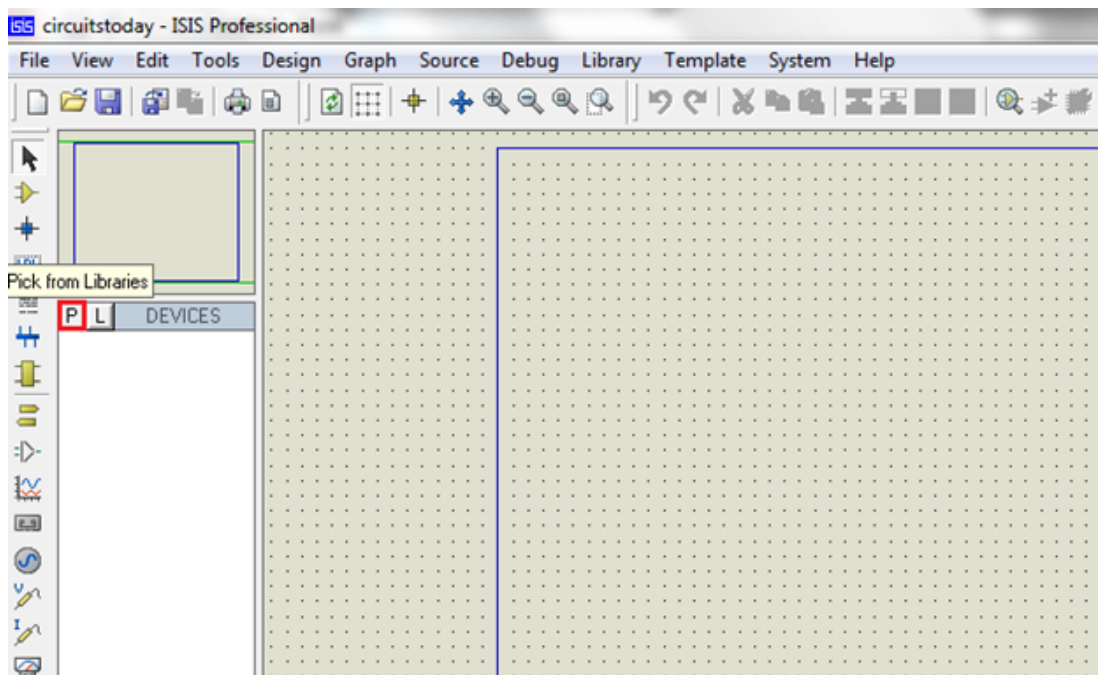 ISIS circuitstoday - ISIS Professional
File View Edit Tools Design Graph Source Debug Library Template System Help
Pick from Libraries
P L DEVICES